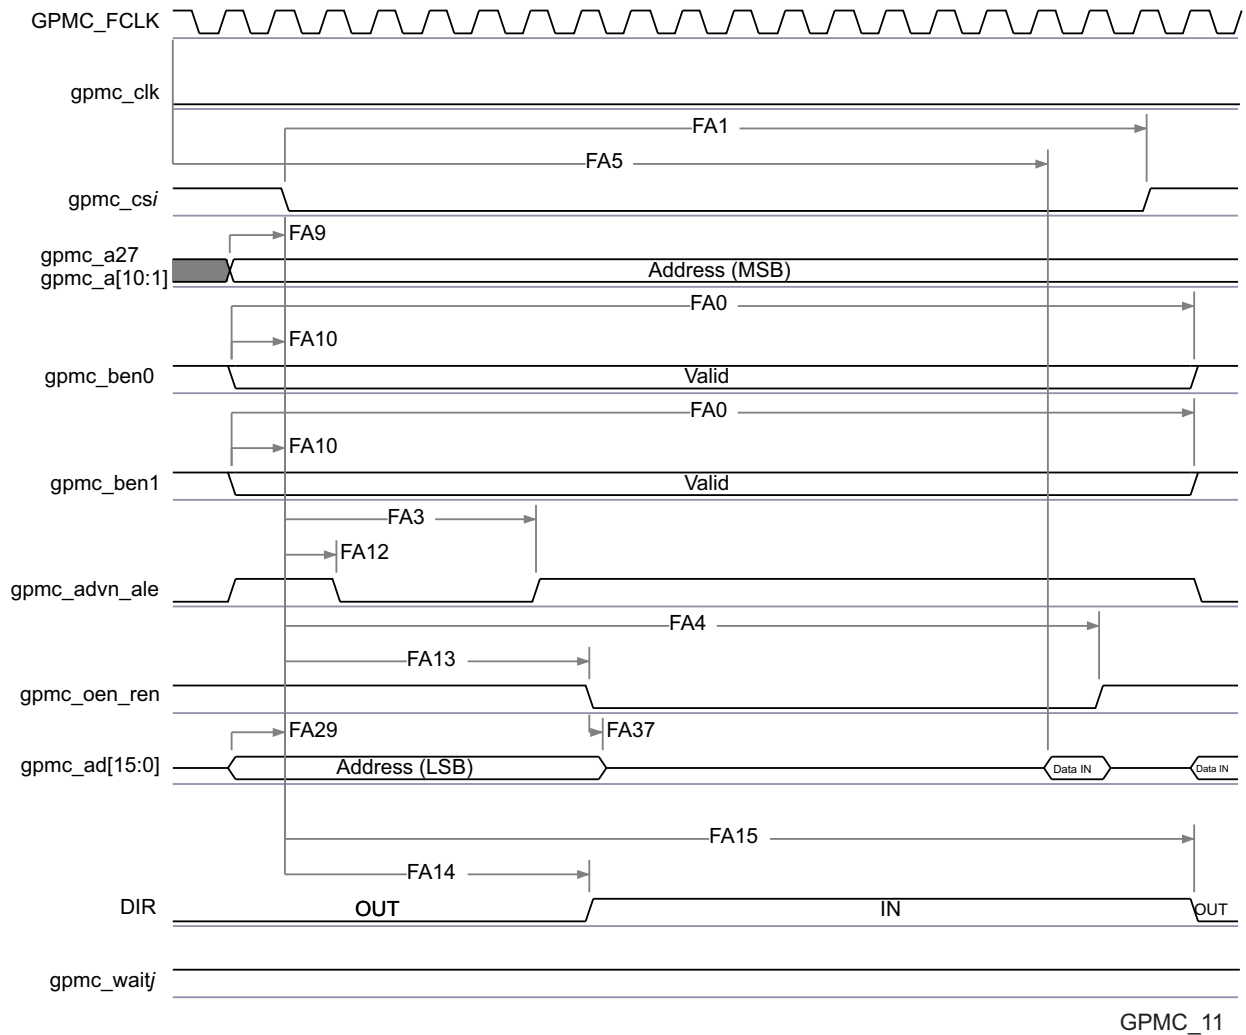 GPMC_FCLK
gpmc_clk
FA1
FA5
gpmc_csi
FA9
gpmc_a27
gpmc_a[10:1]
Address (MSB)
FA0
FA10
gpmc_ben0
Valid
FA0
FA10
gpmc_ben1
Valid
FA3
FA12
gpmc_advn_ale
FA4
FA13
gpmc_oen_ren
FA29
FA37
gpmc_ad[15:0]
Address (LSB)
Data IN
Data IN
FA15
FA14
DIR
OUT
IN
OUT
gpmc_waitj
GPMC_11